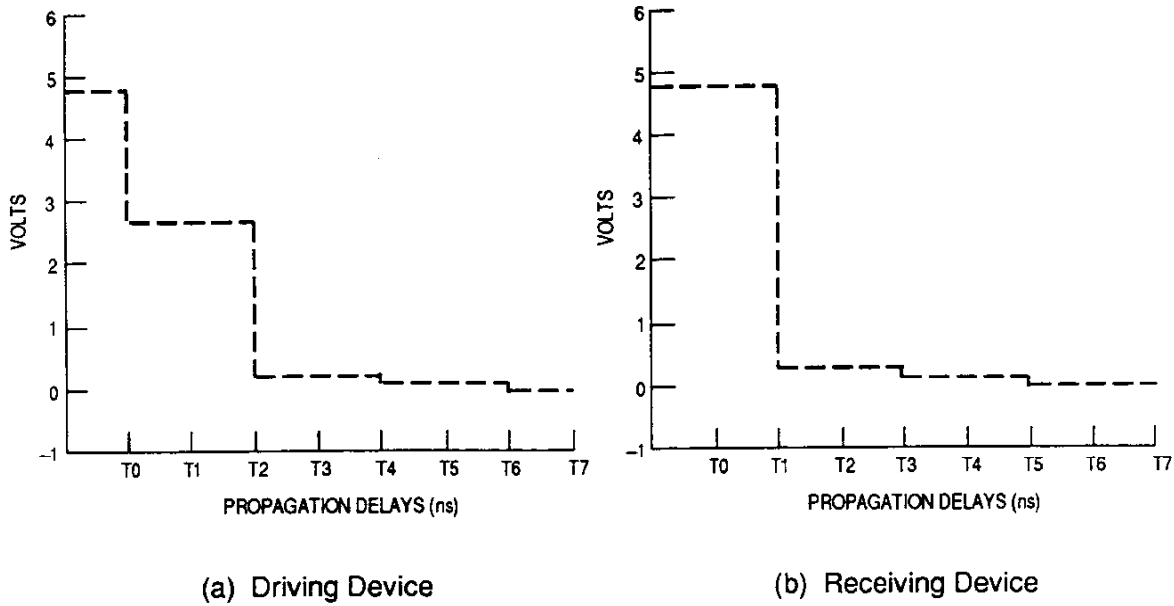 6
5
4
3
2
1
0
−1
VOLTS
T0 T1 T2 T3 T4 T5 T6 T7
PROPAGATION DELAYS (ns)
(a) Driving Device
6
5
4
3
2
1
0
−1
VOLTS
T0 T1 T2 T3 T4 T5 T6 T7
PROPAGATION DELAYS (ns)
(b) Receiving Device